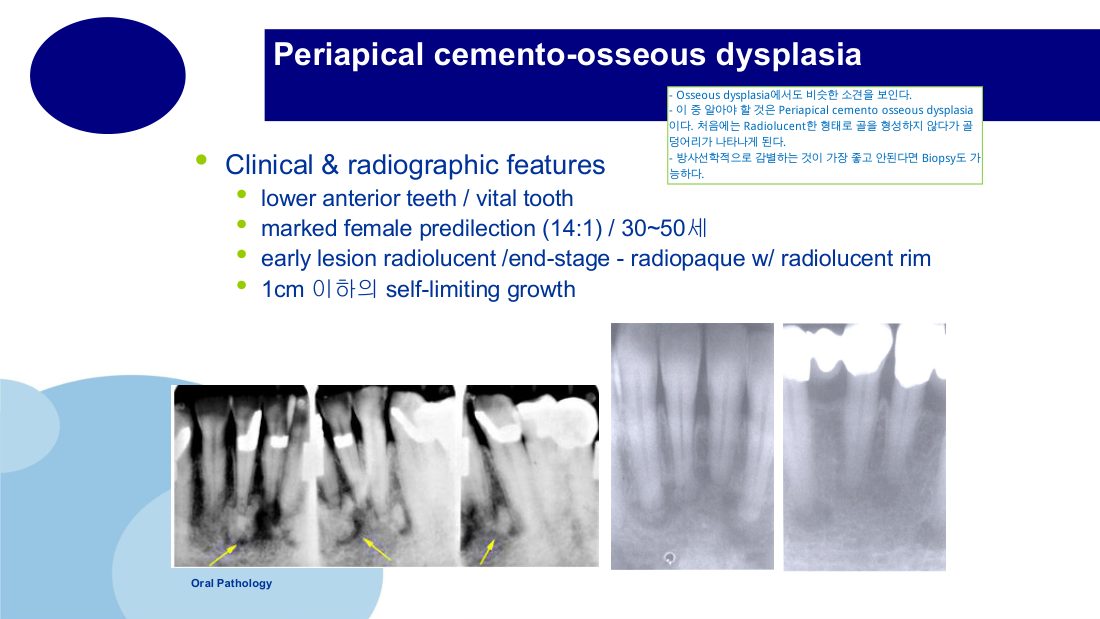 Periapical cemento-osseous dysplasia
- Osseous dysplasia에서도 비슷한 소견을 보인다.
- 이 중 알아야 할 것은 Periapical cemento osseous dysplasia
이다. 처음에는 Radiolucent한 형태로 골을 형성하지 않다가 골
덩어리가 나타나게 된다.
- 방사선학적으로 감별하는 것이 가장 좋고 안된다면 Biopsy도 가
능하다.
Clinical & radiographic features
lower anterior teeth / vital tooth
marked female predilection (14:1) / 30~50세
early lesion radiolucent /end-stage - radiopaque w/ radiolucent rim
1cm 이하의 self-limiting growth
Oral Pathology